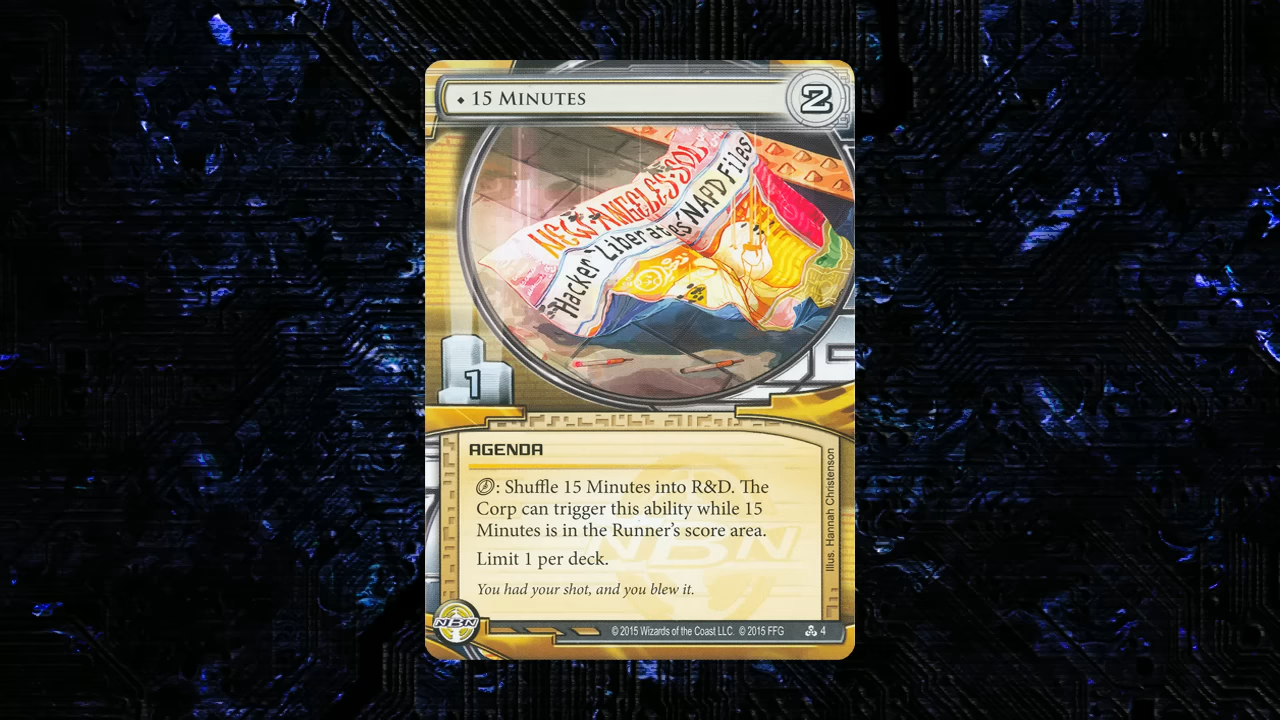 ⬥ 15 Minutes
2
NEW·ANGELES·SOL
Hacker 'Liberates' NAPD Files
1
AGENDA
: Shuffle 15 Minutes into R&D. The
Corp can trigger this ability while 15
Minutes is in the Runner's score area.
Limit 1 per deck.
You had your shot, and you blew it.
NBN
NBN
© 2015 Wizards of the Coast LLC. © 2015 FFG
4
Illus. Hannah Christenson